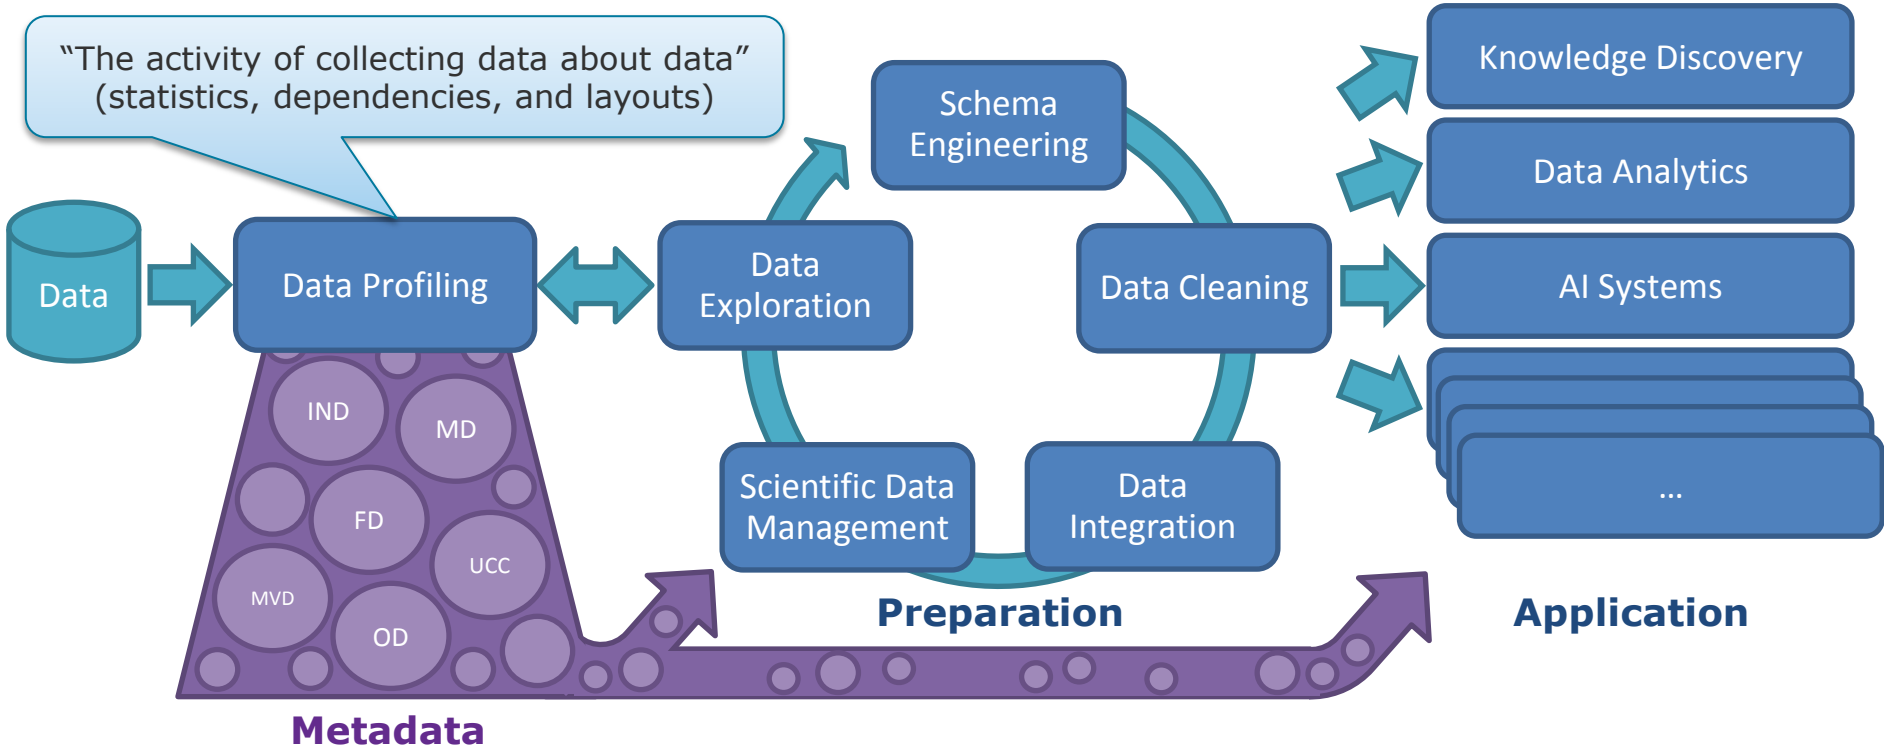 “The activity of collecting data about data”
(statistics, dependencies, and layouts)
Data
Data Profiling
IND
MD
FD
UCC
MVD
OD
Metadata
Data
Exploration
Schema
Engineering
Data Cleaning
Data
Integration
Scientific Data
Management
Preparation
Knowledge Discovery
Data Analytics
AI Systems
...
Application